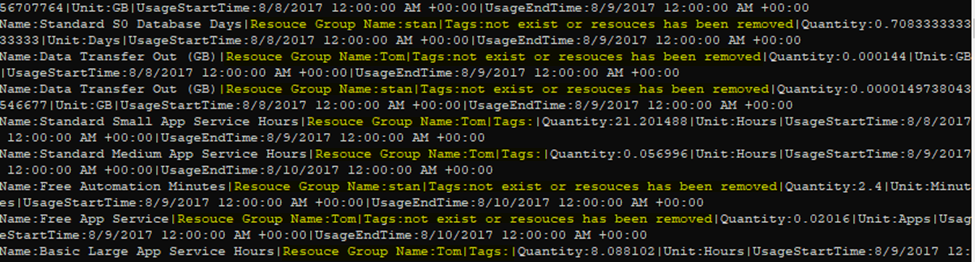 56707764|Unit:GB|UsageStartTime:8/8/2017 12:00:00 AM +00:00|UsageEndTime:8/9/2017 12:00:00 AM +00:00
Name:Standard S0 Database Days|Resouce Group Name:stan|Tags:not exist or resouces has been removed|Quantity:0.7083333333
33333|Unit:Days|UsageStartTime:8/8/2017 12:00:00 AM +00:00|UsageEndTime:8/9/2017 12:00:00 AM +00:00
Name:Data Transfer Out (GB)|Resouce Group Name:Tom|Tags:not exist or resouces has been removed|Quantity:0.000144|Unit:GB
|UsageStartTime:8/8/2017 12:00:00 AM +00:00|UsageEndTime:8/9/2017 12:00:00 AM +00:00
Name:Data Transfer Out (GB)|Resouce Group Name:stan|Tags:not exist or resouces has been removed|Quantity:0.0000149738043
546677|Unit:GB|UsageStartTime:8/8/2017 12:00:00 AM +00:00|UsageEndTime:8/9/2017 12:00:00 AM +00:00
Name:Standard Small App Service Hours|Resouce Group Name:Tom|Tags:|Quantity:21.201488|Unit:Hours|UsageStartTime:8/8/2017
12:00:00 AM +00:00|UsageEndTime:8/9/2017 12:00:00 AM +00:00
Name:Standard Medium App Service Hours|Resouce Group Name:Tom|Tags:|Quantity:0.056996|Unit:Hours|UsageStartTime:8/9/2017
12:00:00 AM +00:00|UsageEndTime:8/10/2017 12:00:00 AM +00:00
Name:Free Automation Minutes|Resouce Group Name:stan|Tags:not exist or resouces has been removed|Quantity:2.4|Unit:Minut
es|UsageStartTime:8/9/2017 12:00:00 AM +00:00|UsageEndTime:8/10/2017 12:00:00 AM +00:00
Name:Free App Service|Resouce Group Name:Tom|Tags:not exist or resouces has been removed|Quantity:0.02016|Unit:Apps|Usag
eStartTime:8/9/2017 12:00:00 AM +00:00|UsageEndTime:8/10/2017 12:00:00 AM +00:00
Name:Basic Large App Service Hours|Resouce Group Name:Tom|Tags:|Quantity:8.088102|Unit:Hours|UsageStartTime:8/9/2017 12: